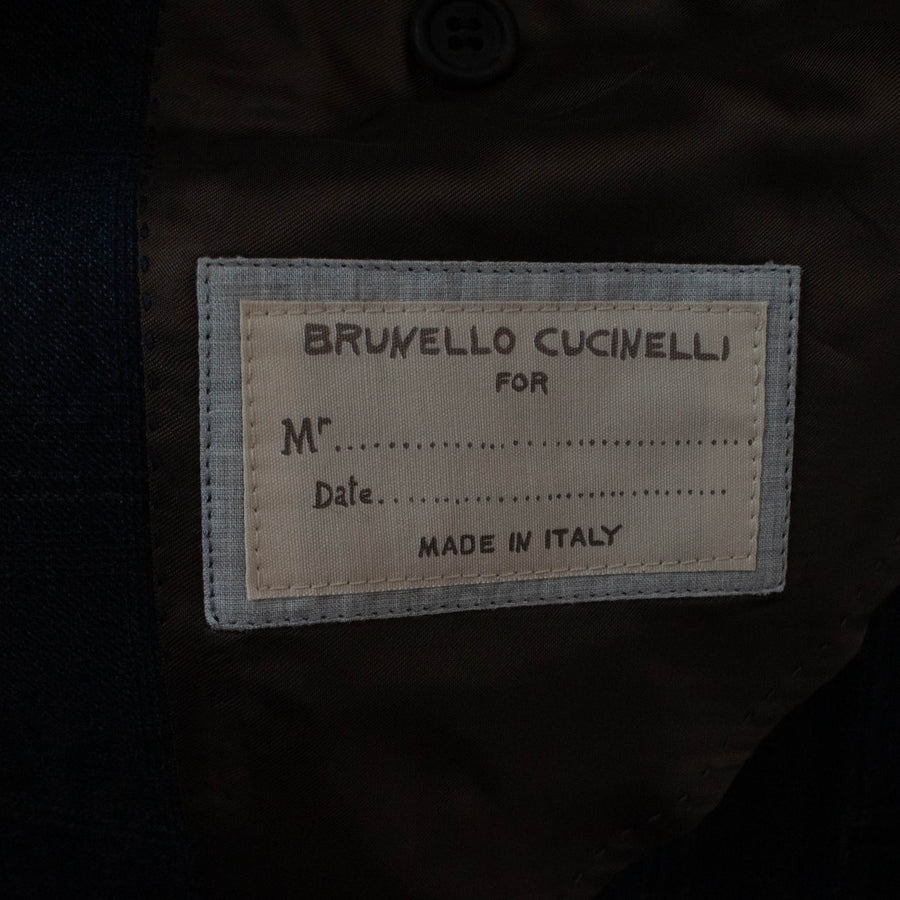 BRUNELLO CUCINELLI
FOR
Mr........................................
Date....................................
MADE IN ITALY